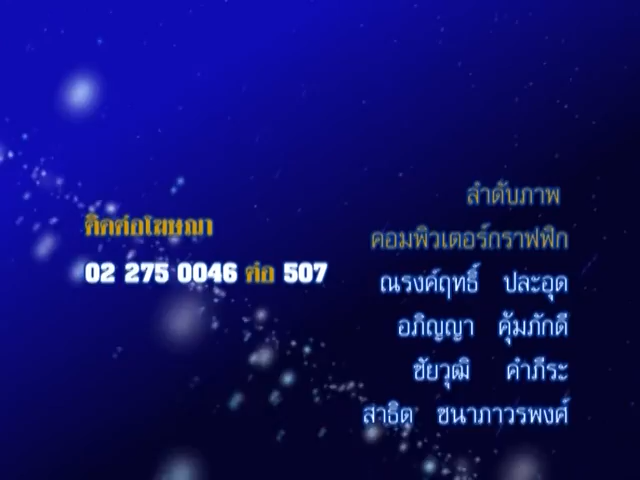 ติดต่อโฆษณา
02 275 0046 ต่อ 507
ลำดับภาพ
คอมพิวเตอร์กราฟฟิก
ณรงค์ฤทธิ์ ปละอุด
อภิญญา คุ้มภักดี
ชัยวุฒิ คำภีระ
สาธิต ชนาภาวรพงศ์